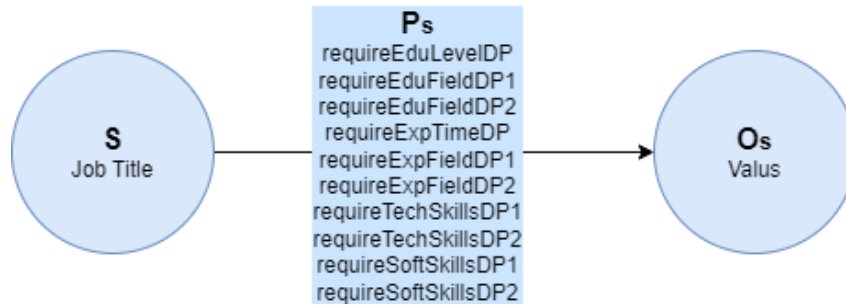 S
Job Title
Ps
requireEduLevelDP
requireEduFieldDP1
requireEduFieldDP2
requireExpTimeDP
requireExpFieldDP1
requireExpFieldDP2
requireTechSkillsDP1
requireTechSkillsDP2
requireSoftSkillsDP1
requireSoftSkillsDP2
Os
Valus